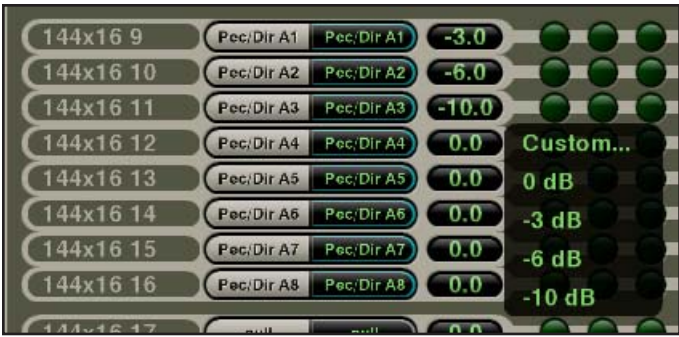 144x16 9 Pec/Dir A1 Pec/Dir A1 -3.0
144x16 10 Pec/Dir A2 Pec/Dir A2 -6.0
144x16 11 Pec/Dir A3 Pec/Dir A3 -10.0
144x16 12 Pec/Dir A4 Pec/Dir A4 0.0 Custom...
144x16 13 Pec/Dir A5 Pec/Dir A5 0.0 0 dB
144x16 14 Pec/Dir A6 Pec/Dir A6 0.0 -3 dB
144x16 15 Pec/Dir A7 Pec/Dir A7 0.0 -6 dB
144x16 16 Pec/Dir A8 Pec/Dir A8 0.0 -10 dB
144x16 17 null null 0.0